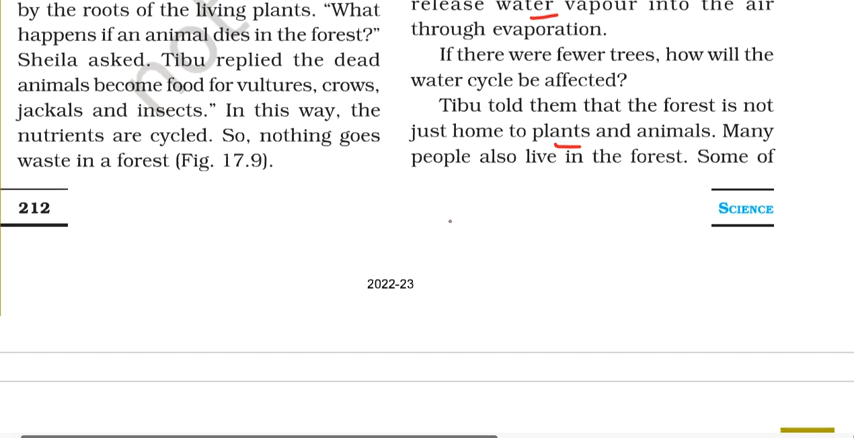 by the roots of the living plants. “What
happens if an animal dies in the forest?”
Sheila asked. Tibu replied the dead
animals become food for vultures, crows,
jackals and insects.” In this way, the
nutrients are cycled. So, nothing goes
waste in a forest (Fig. 17.9).
release water vapour into the air
through evaporation.
If there were fewer trees, how will the
water cycle be affected?
Tibu told them that the forest is not
just home to plants and animals. Many
people also live in the forest. Some of
212
SCIENCE
2022-23
not